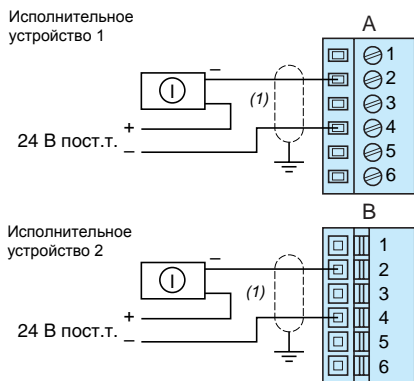 Исполнительное
устройство 1
A
–
I
(1)
+
24 В пост.т.
–
1
2
3
4
5
6
Исполнительное
устройство 2
B
–
I
(1)
+
24 В пост.т.
–
1
2
3
4
5
6